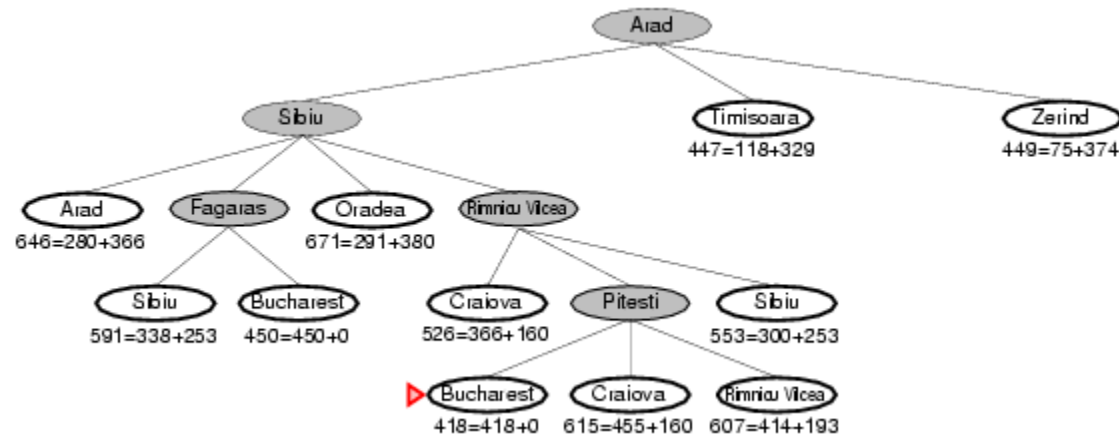 Arad
Sibiu
Timisoara
Zerind
447=118+329
449=75+374
Arad
Fagaras
Oradea
Rimnicu Vilcea
646=280+366
671=291+380
Sibiu
Bucharest
Craiova
Pitesti
Sibiu
591=338+253
450=450+0
526=366+160
553=300+253
Bucharest
Craiova
Rimnicu Vilcea
418=418+0
615=455+160
607=414+193